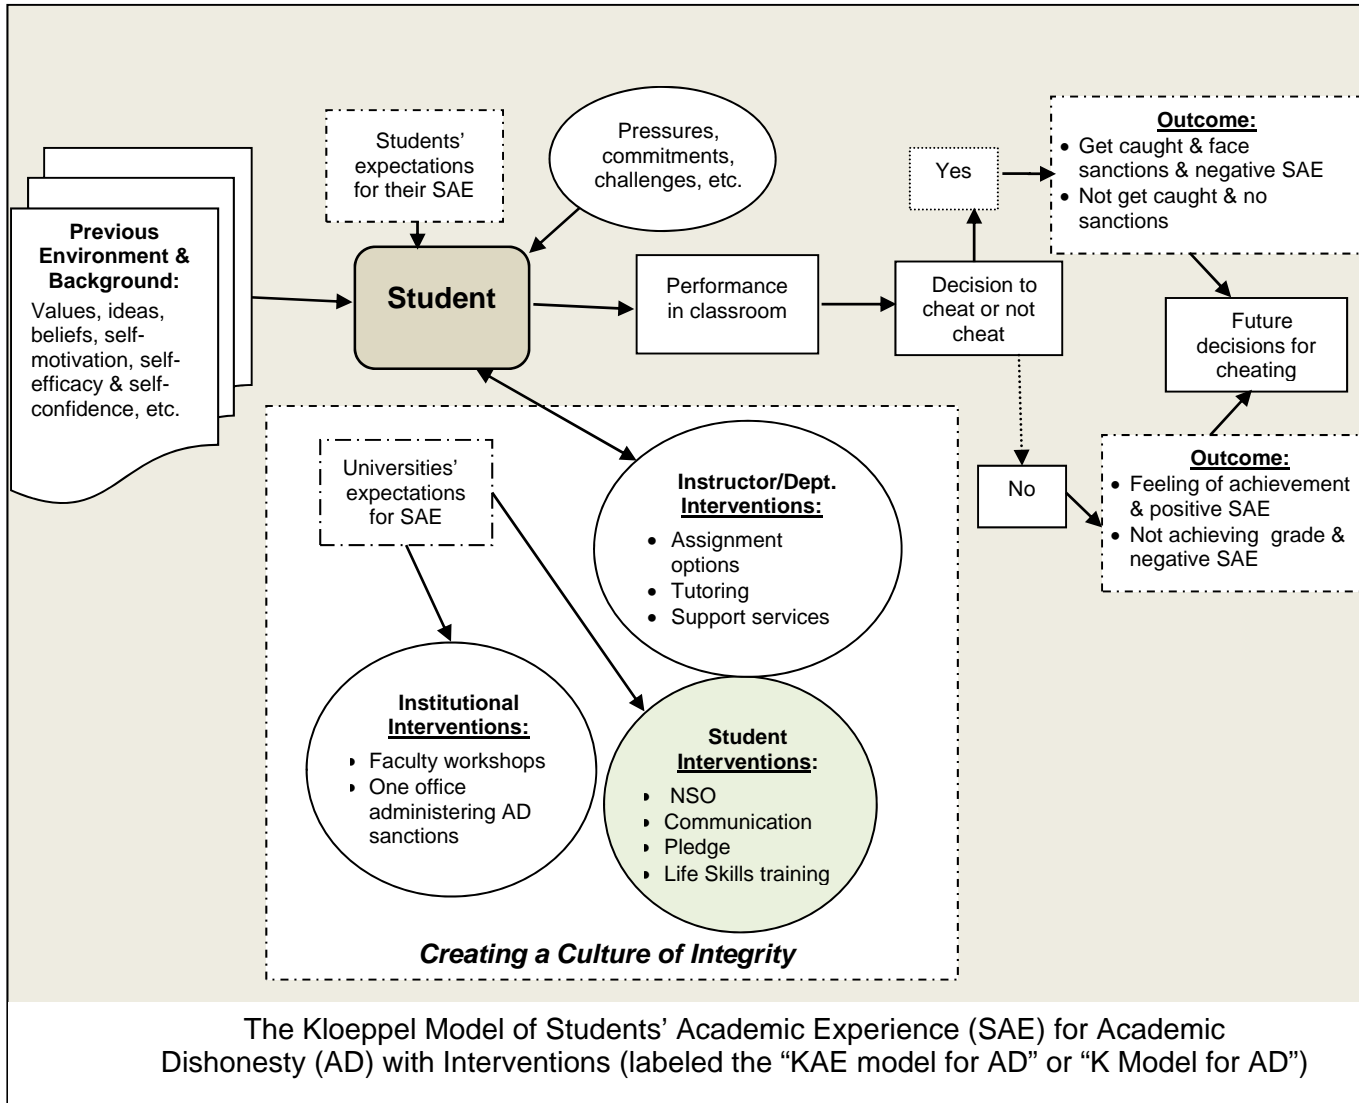 Students’
expectations
for their SAE
Pressures,
commitments,
challenges, etc.
Previous
Environment &
Background:
Values, ideas,
beliefs, self-
motivation, self-
efficacy & self-
confidence, etc.
Student
Performance
in classroom
Decision to
cheat or not
cheat
Yes
Outcome:
• Get caught & face
sanctions & negative SAE
• Not get caught & no
sanctions
Future
decisions for
cheating
No
Outcome:
• Feeling of achievement
& positive SAE
• Not achieving grade &
negative SAE
Universities’
expectations
for SAE
Instructor/Dept.
Interventions:
• Assignment
options
• Tutoring
• Support services
Institutional
Interventions:
• Faculty workshops
• One office
administering AD
sanctions
Student
Interventions:
• NSO
• Communication
• Pledge
• Life Skills training
Creating a Culture of Integrity
The Kloeppel Model of Students’ Academic Experience (SAE) for Academic
Dishonesty (AD) with Interventions (labeled the “KAE model for AD” or “K Model for AD”)